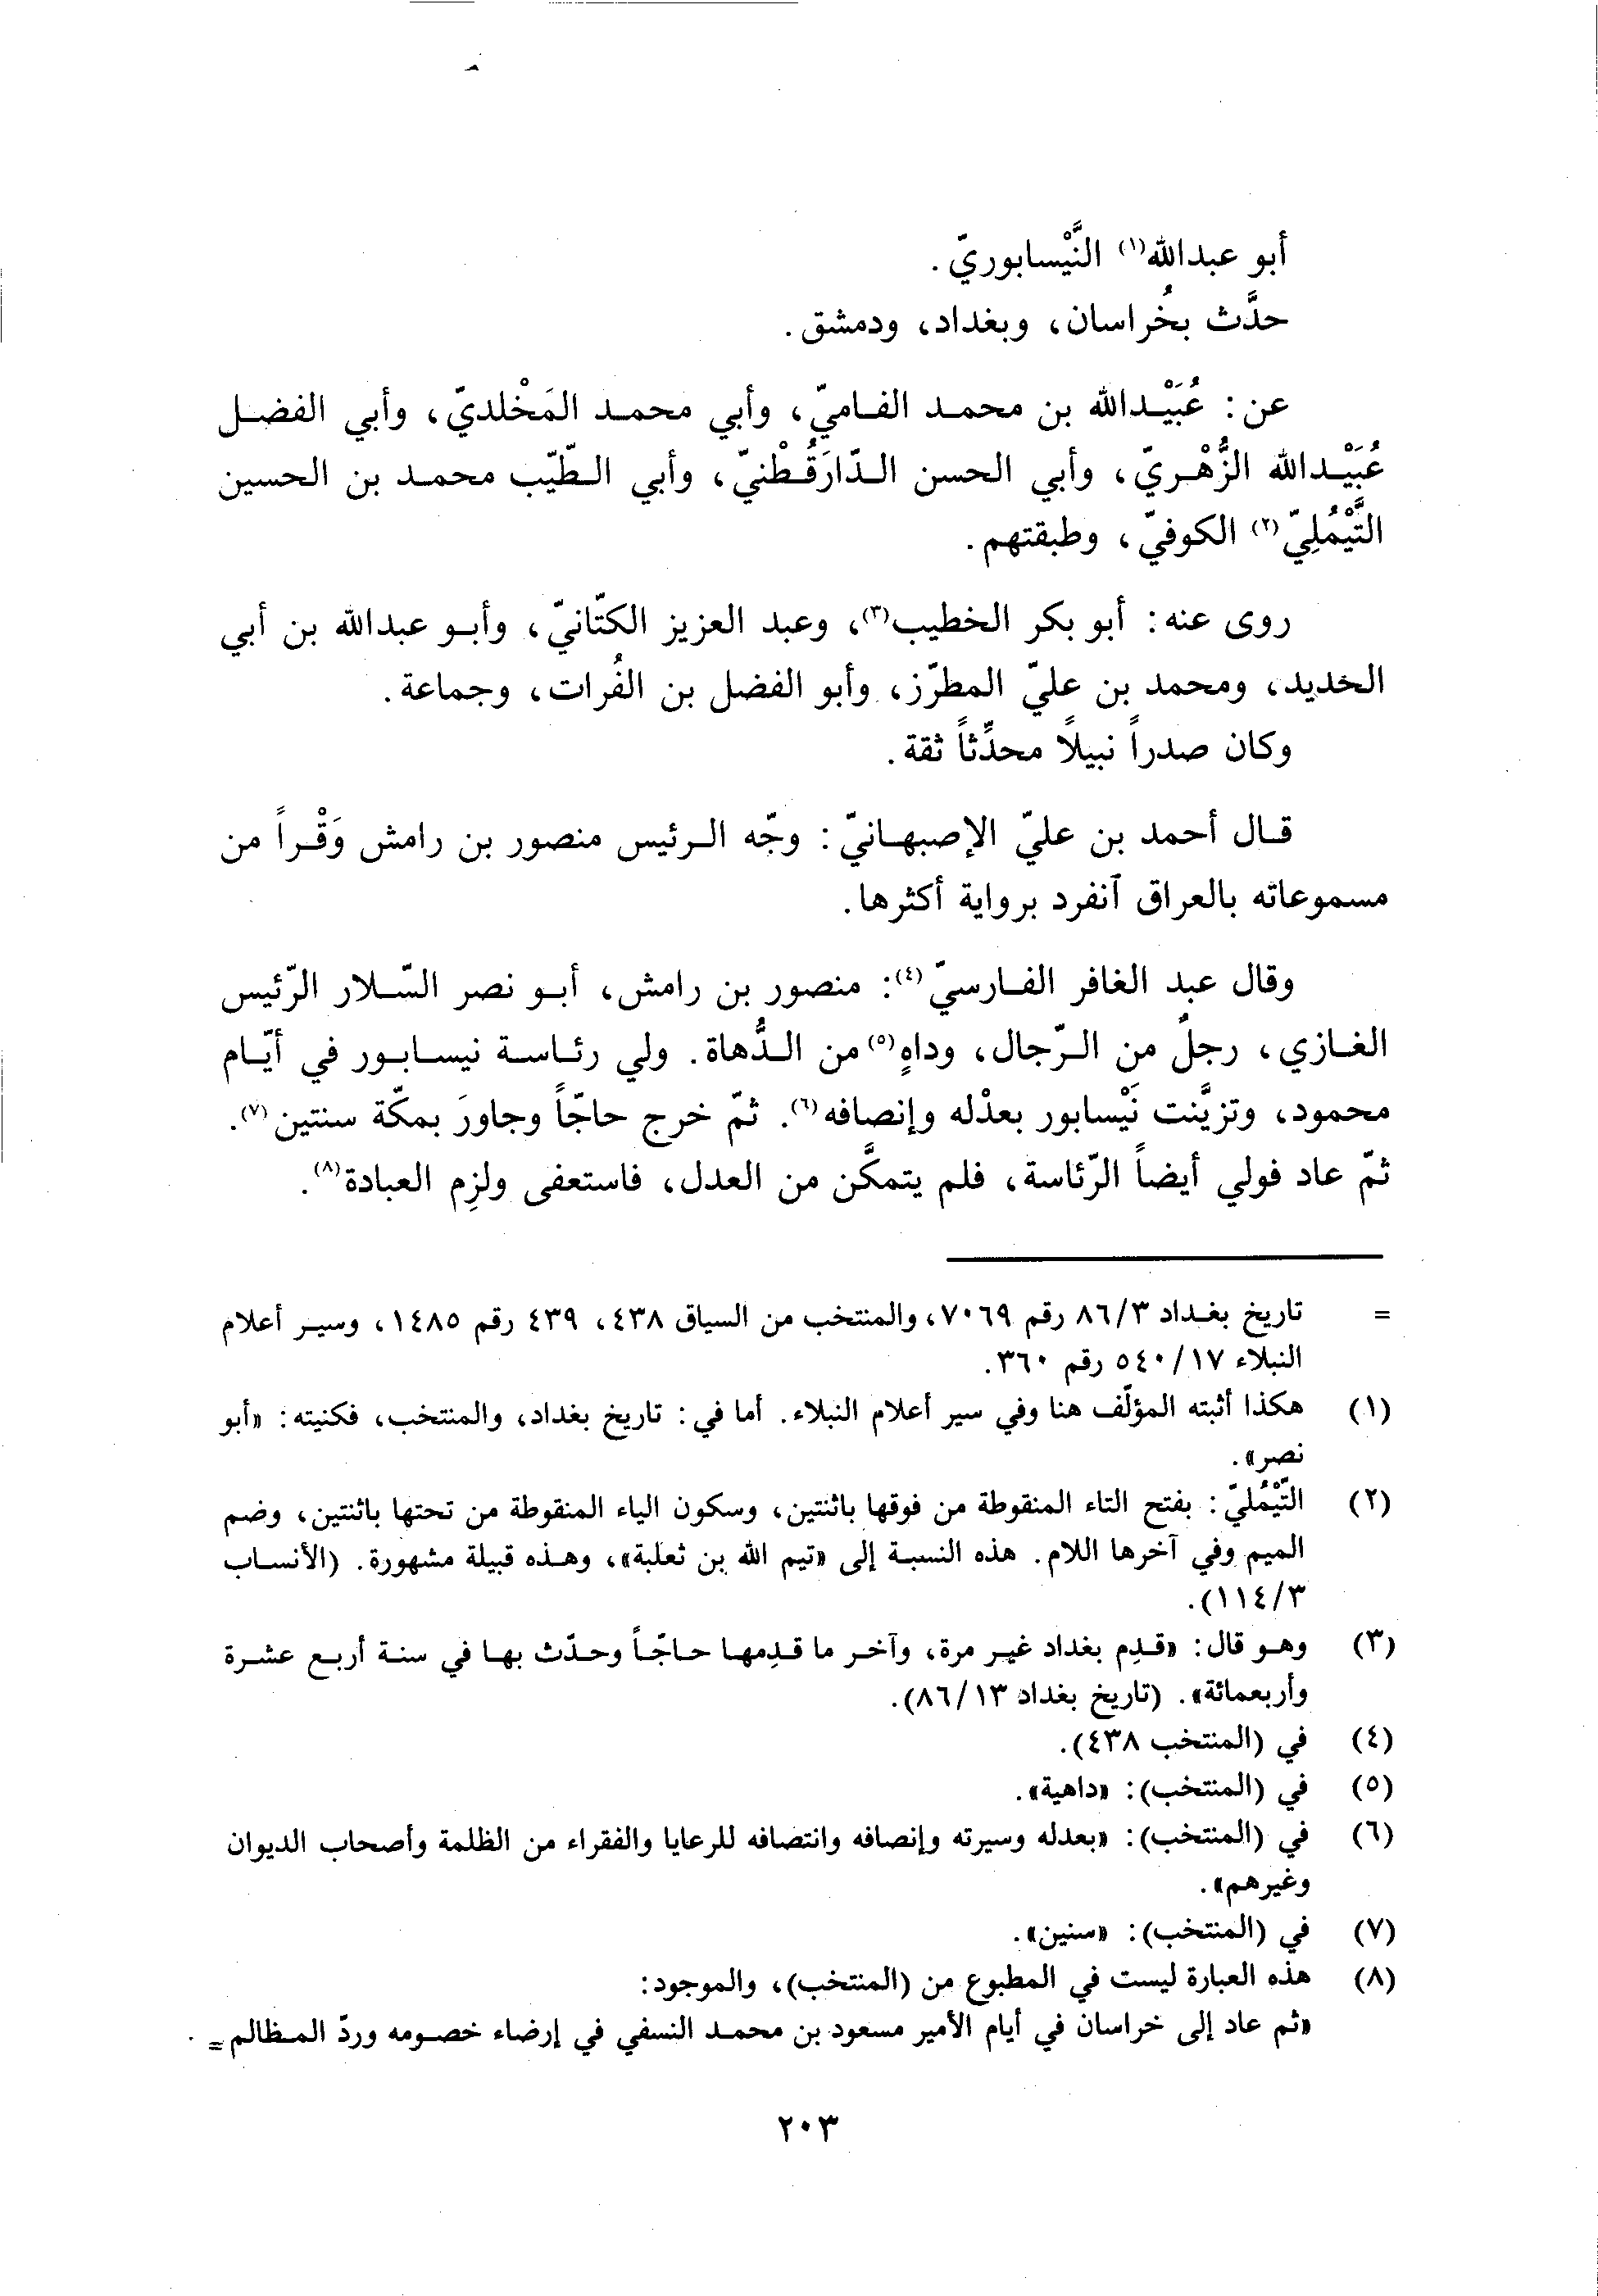 أبو عبدالله(١) النَّيْسابوريّ.
حدَّث بخُراسان، وبغداد، ودمشق.
عن: عُبَيْدالله بن محمد الفاميّ، وأبي محمد المَخْلديّ، وأبي الفضل
عُبَيْدالله الزُّهْريّ، وأبي الحسن الدّارَقُطْنيّ، وأبي الطّيّب محمد بن الحسين
التَّيْمُلِيّ(٢) الكوفيّ، وطبقتهم.
روى عنه: أبو بكر الخطيب(٣)، وعبد العزيز الكتّانيّ، وأبو عبدالله بن أبي
الخديد، ومحمد بن عليّ المطرّز، وأبو الفضل بن الفُرات، وجماعة.
وكان صدراً نبيلاً محدِّثاً ثقة.
قال أحمد بن عليّ الإصبهانيّ: وجّه الرئيس منصور بن رامش وَقْراً من
مسموعاته بالعراق آنفرد برواية أكثرها.
وقال عبد الغافر الفارسيّ(٤): منصور بن رامش، أبو نصر السّلار الرّئيس
الغازي، رجلٌ من الرّجال، وداهٍ(٥) من الدُّهاة. ولي رئاسة نيسابور في أيّام
محمود، وتزيَّنت نَيْسابور بعدْله وإنصافه(٦). ثمّ خرج حاجّاً وجاورَ بمكّة سنتين(٧).
ثمّ عاد فولي أيضاً الرّئاسة، فلم يتمكَّن من العدل، فاستعفى ولزِم العبادة(٨).
= تاريخ بغداد ٨٦/٣ رقم ٧٠٦٩، والمنتخب من السياق ٤٣٨، ٤٣٩ رقم ١٤٨٥، وسير أعلام
النبلاء ٥٤٠/١٧ رقم ٣٦٠.
(١) هكذا أثبته المؤلّف هنا وفي سير أعلام النبلاء. أما في: تاريخ بغداد، والمنتخب، فكنيته: «أبو
نصر».
(٢) التَّيْمُليّ: بفتح التاء المنقوطة من فوقها باثنتين، وسكون الياء المنقوطة من تحتها باثنتين، وضم
الميم وفي آخرها اللام. هذه النسبة إلى «تيم الله بن ثعلبة»، وهذه قبيلة مشهورة. (الأنساب
١١٤/٣).
(٣) وهو قال: «قدِم بغداد غير مرة، وآخر ما قدِمها حاجّاً وحدّث بها في سنة أربع عشرة
وأربعمائة». (تاريخ بغداد ٨٦/١٣).
(٤) في (المنتخب ٤٣٨).
(٥) في (المنتخب): «داهية».
(٦) في (المنتخب): «بعدله وسيرته وإنصافه وانتصافه للرعايا والفقراء من الظلمة وأصحاب الديوان
وغيرهم».
(٧) في (المنتخب): «سنين».
(٨) هذه العبارة ليست في المطبوع من (المنتخب)، والموجود:
«ثم عاد إلى خراسان في أيام الأمير مسعود بن محمد النسفي في إرضاء خصومه وردّ المظالم =
٢٠٣